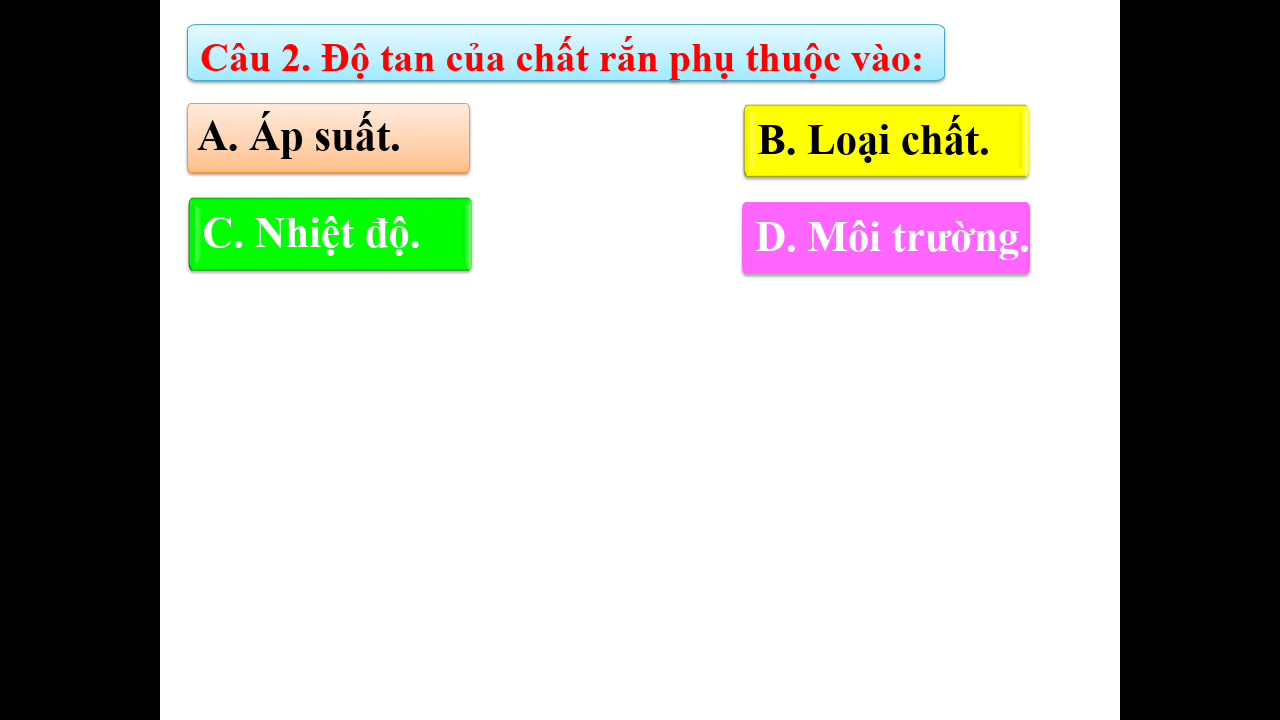 Câu 2. Độ tan của chất rắn phụ thuộc vào:
A. Áp suất.
B. Loại chất.
C. Nhiệt độ.
D. Môi trường.